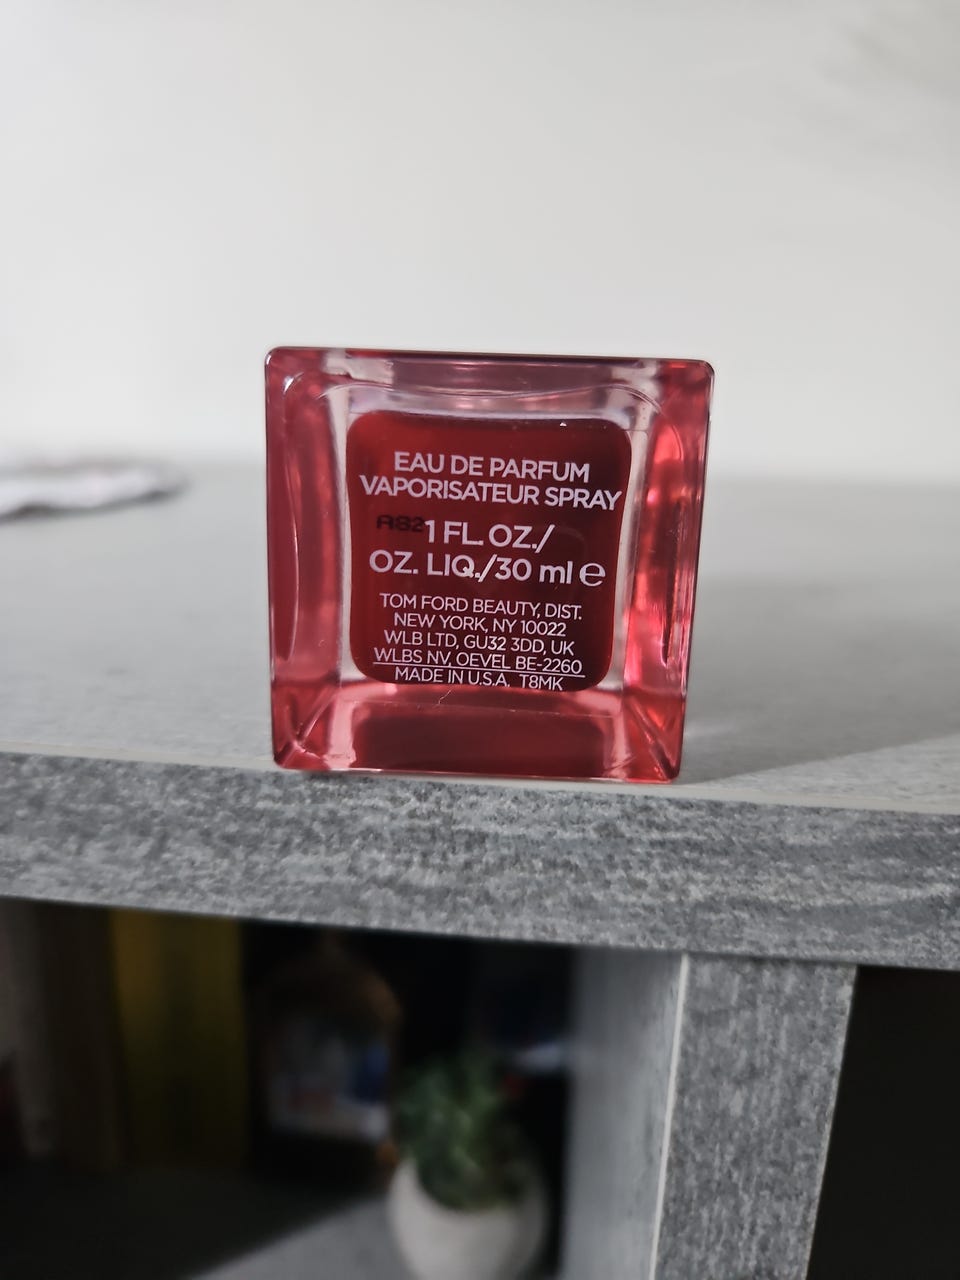 EAU DE PARFUM
VAPORISATEUR SPRAY
A82
1 FL. OZ./
OZ. LIQ./30 ml e
TOM FORD BEAUTY, DIST.
NEW YORK, NY 10022
WLB LTD, GU32 3DD, UK
WLBS NV, OEVEL BE-2260
MADE IN U.S.A. T8MK